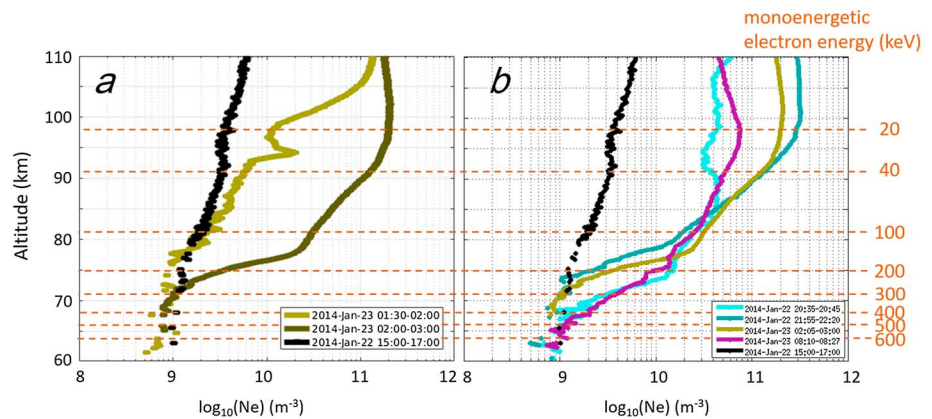 monoenergetic
electron energy (keV)
a
b
110
100
90
80
70
60
Altitude (km)
20
40
100
200
300
400
500
600
2014-Jan-23 01:30-02:00
2014-Jan-23 02:00-03:00
2014-Jan-22 15:00-17:00
2014-Jan-22 20:35-20:45
2014-Jan-22 21:55-22:20
2014-Jan-23 02:05-03:00
2014-Jan-23 08:10-08:27
2014-Jan-22 15:00-17:00
8
9
10
11
12
8
9
10
11
12
log₁₀(Ne) (m⁻³)
log₁₀(Ne) (m⁻³)